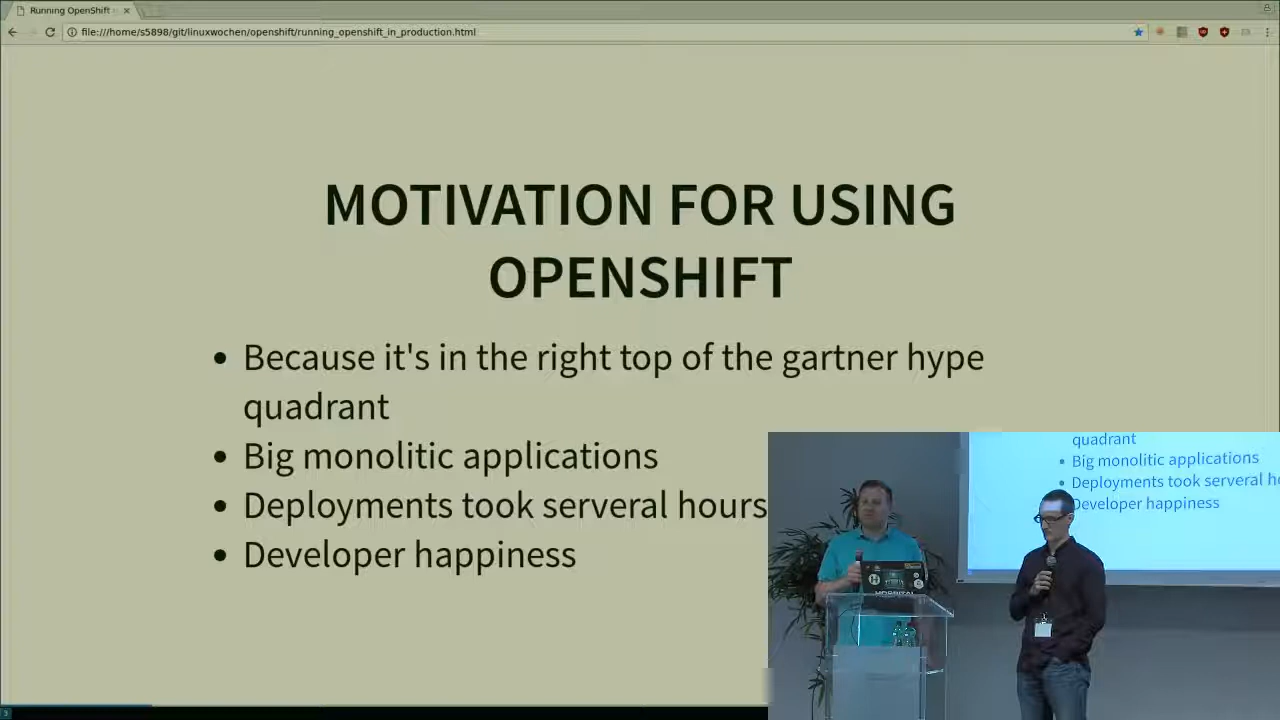 Running OpenShift
file:///home/s5898/git/linuxwochen/openshift/running_openshift_in_production.html
MOTIVATION FOR USING
OPENSHIFT
• Because it's in the right top of the gartner hype
quadrant
• Big monolitic applications
• Deployments took serveral hours
• Developer happiness
quadrant
• Big monolitic applications
• Deployments took serveral
• Developer happiness
3